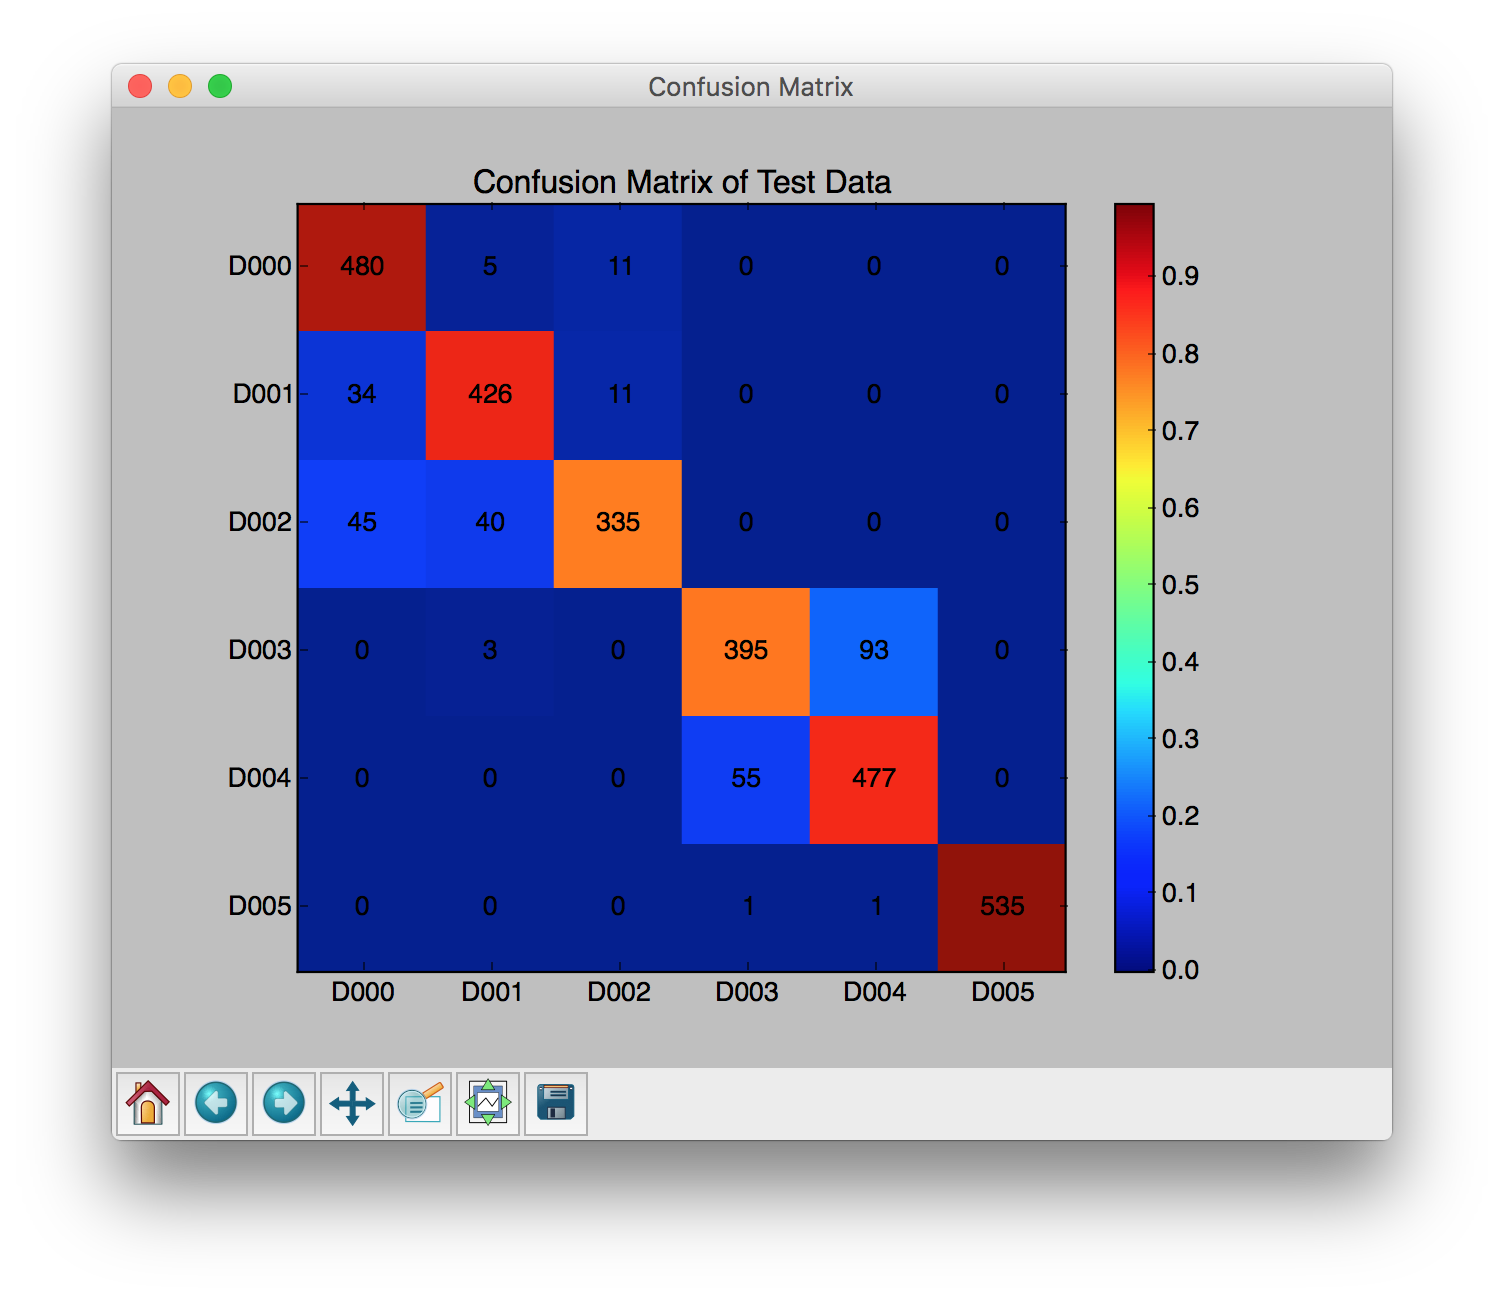 Confusion Matrix
Confusion Matrix of Test Data
D000 480 5 11 0 0 0
D001 34 426 11 0 0 0
D002 45 40 335 0 0 0
D003 0 3 0 395 93 0
D004 0 0 0 55 477 0
D005 0 0 0 1 1 535
D000 D001 D002 D003 D004 D005
0.9
0.8
0.7
0.6
0.5
0.4
0.3
0.2
0.1
0.0